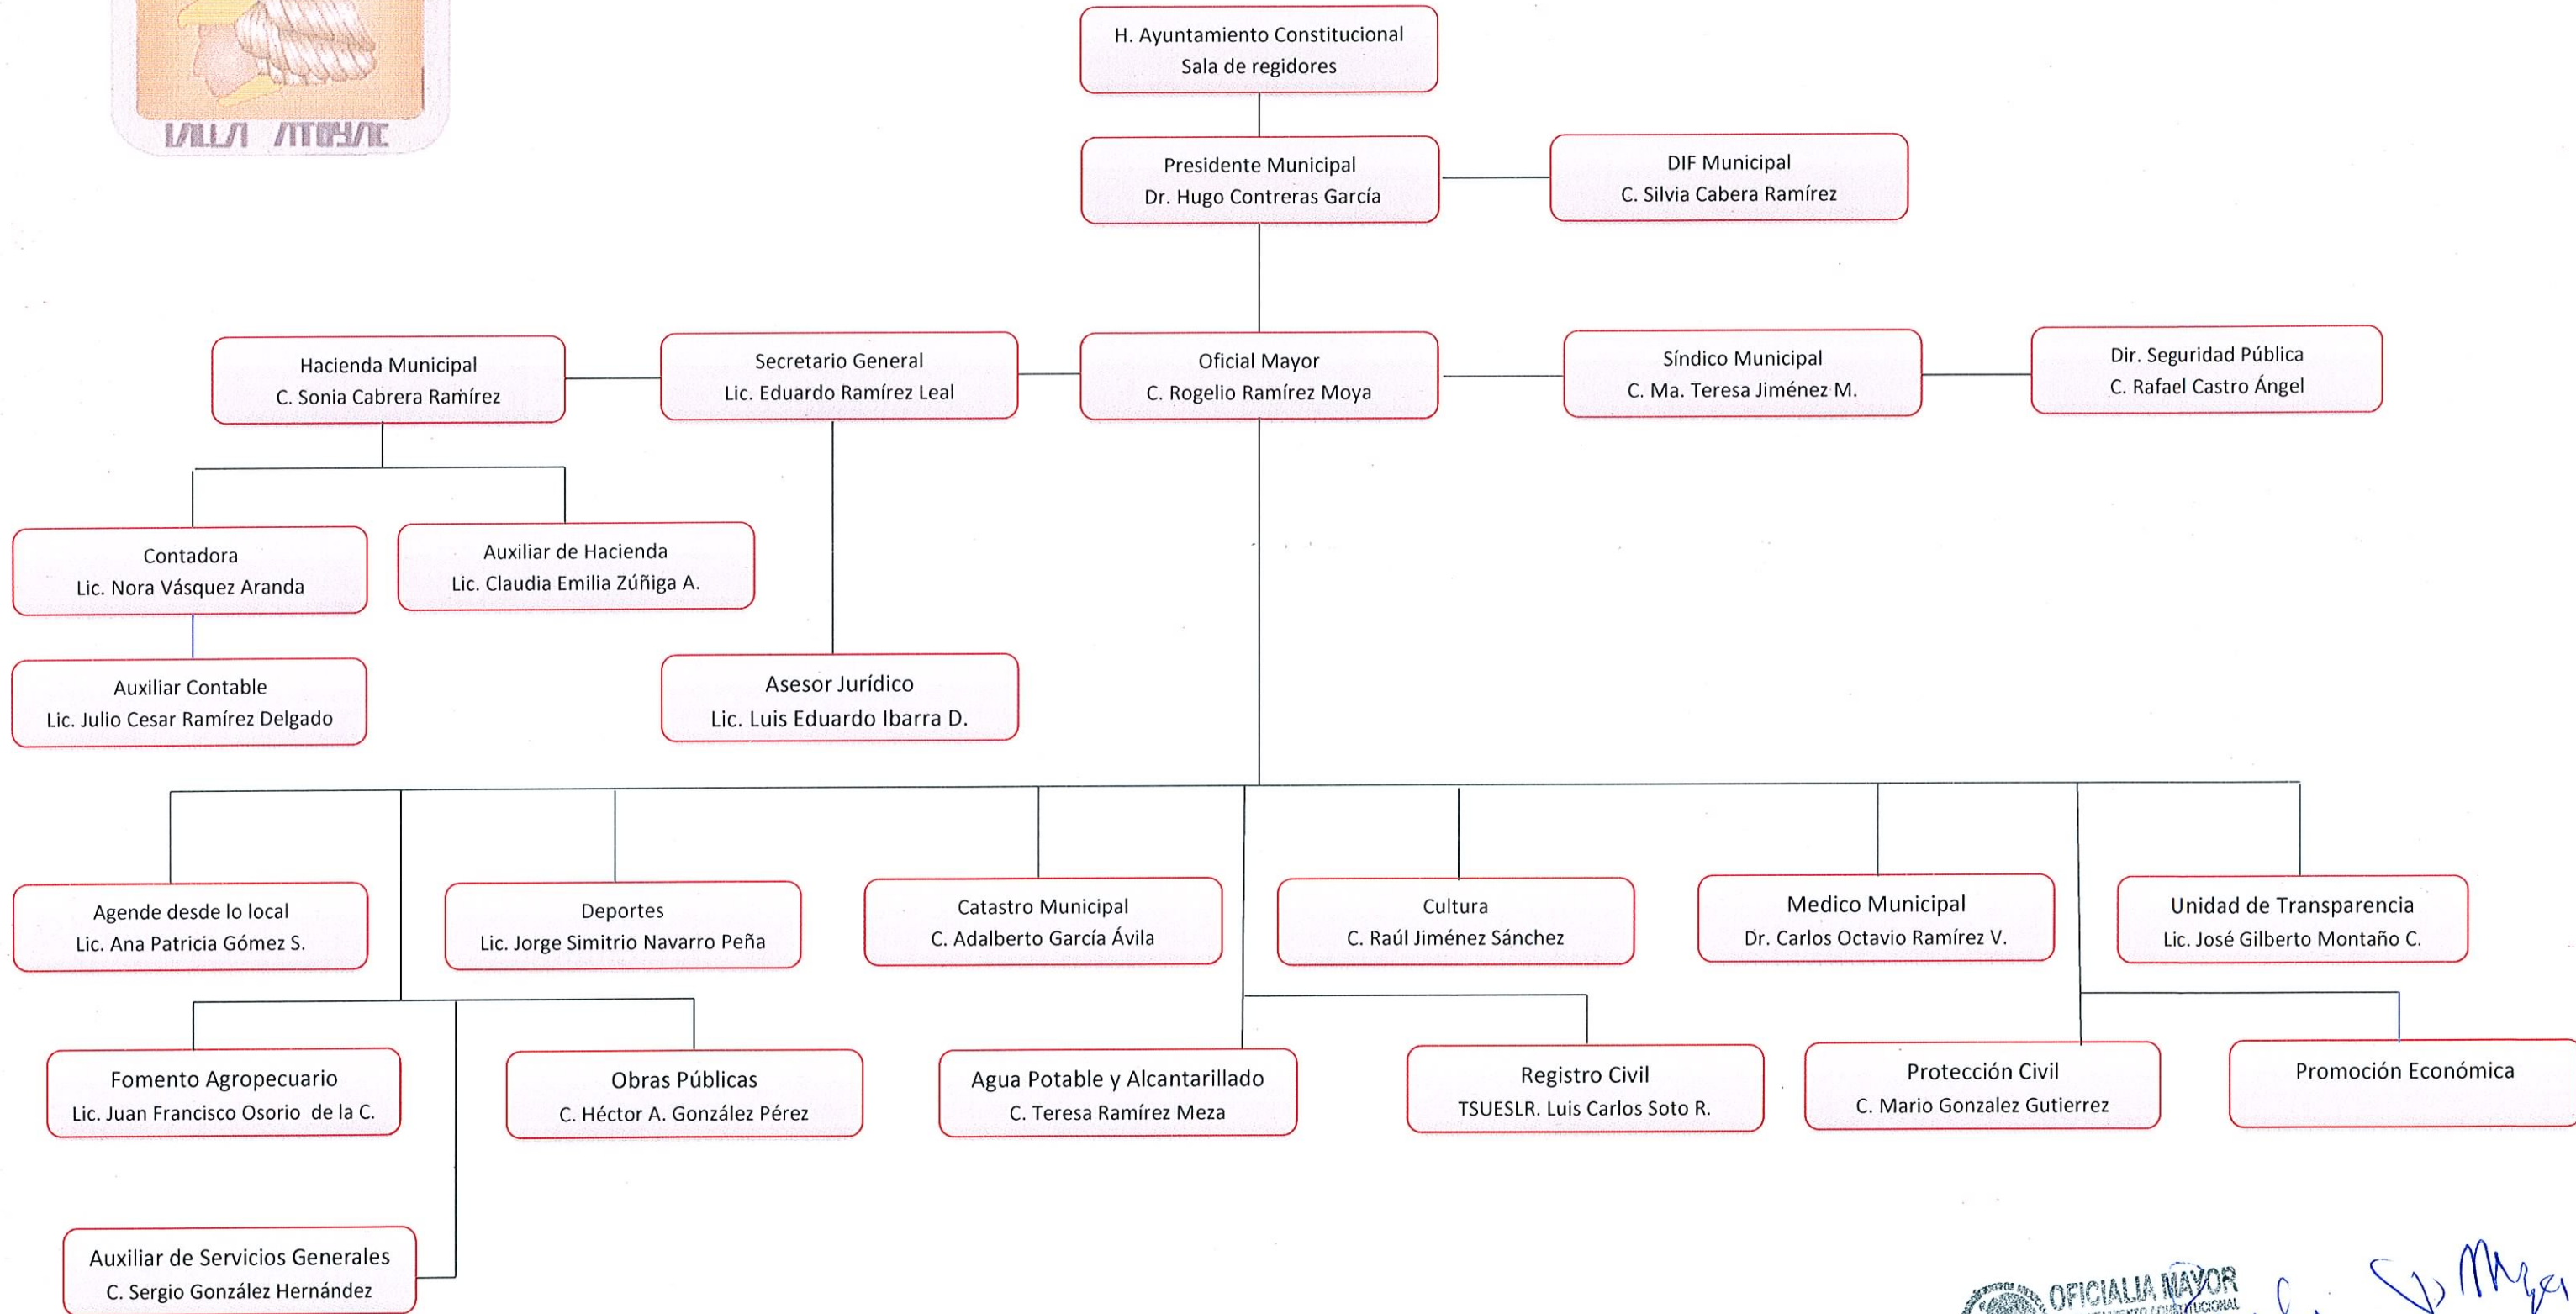 VILLA ATOYAC
H. Ayuntamiento Constitucional
Sala de regidores
Presidente Municipal
Dr. Hugo Contreras García
DIF Municipal
C. Silvia Cabera Ramírez
Hacienda Municipal
C. Sonia Cabrera Ramírez
Secretario General
Lic. Eduardo Ramírez Leal
Oficial Mayor
C. Rogelio Ramírez Moya
Síndico Municipal
C. Ma. Teresa Jiménez M.
Dir. Seguridad Pública
C. Rafael Castro Ángel
Contadora
Lic. Nora Vásquez Aranda
Auxiliar de Hacienda
Lic. Claudia Emilia Zúñiga A.
Auxiliar Contable
Lic. Julio Cesar Ramírez Delgado
Asesor Jurídico
Lic. Luis Eduardo Ibarra D.
Agende desde lo local
Lic. Ana Patricia Gómez S.
Deportes
Lic. Jorge Simitrio Navarro Peña
Catastro Municipal
C. Adalberto García Ávila
Cultura
C. Raúl Jiménez Sánchez
Medico Municipal
Dr. Carlos Octavio Ramírez V.
Unidad de Transparencia
Lic. José Gilberto Montaño C.
Fomento Agropecuario
Lic. Juan Francisco Osorio  de la C.
Obras Públicas
C. Héctor A. González Pérez
Agua Potable y Alcantarillado
C. Teresa Ramírez Meza
Registro Civil
TSUESLR. Luis Carlos Soto R.
Protección Civil
C. Mario Gonzalez Gutierrez
Promoción Económica
Auxiliar de Servicios Generales
C. Sergio González Hernández
OFICIALIA MAYOR
CONSTITUCIONAL